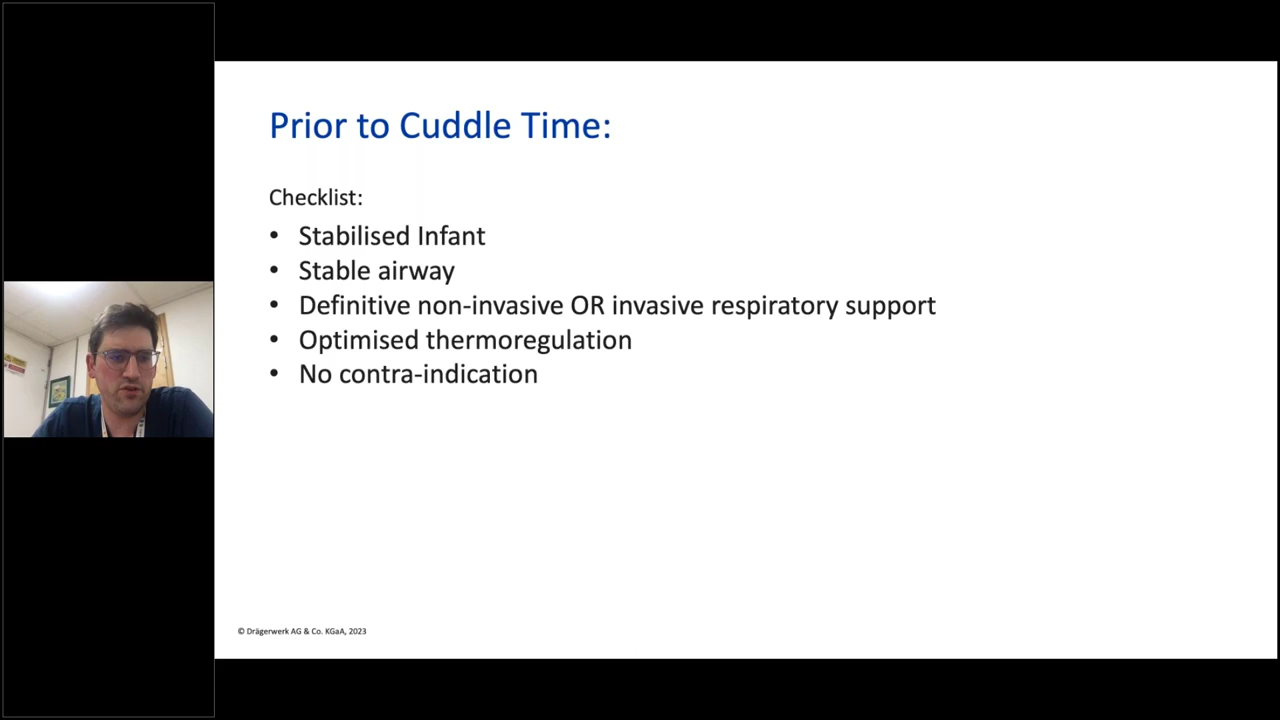 Prior to Cuddle Time:
Checklist:
• Stabilised Infant
• Stable airway
• Definitive non-invasive OR invasive respiratory support
• Optimised thermoregulation
• No contra-indication
© Drägerwerk AG & Co. KGaA, 2023